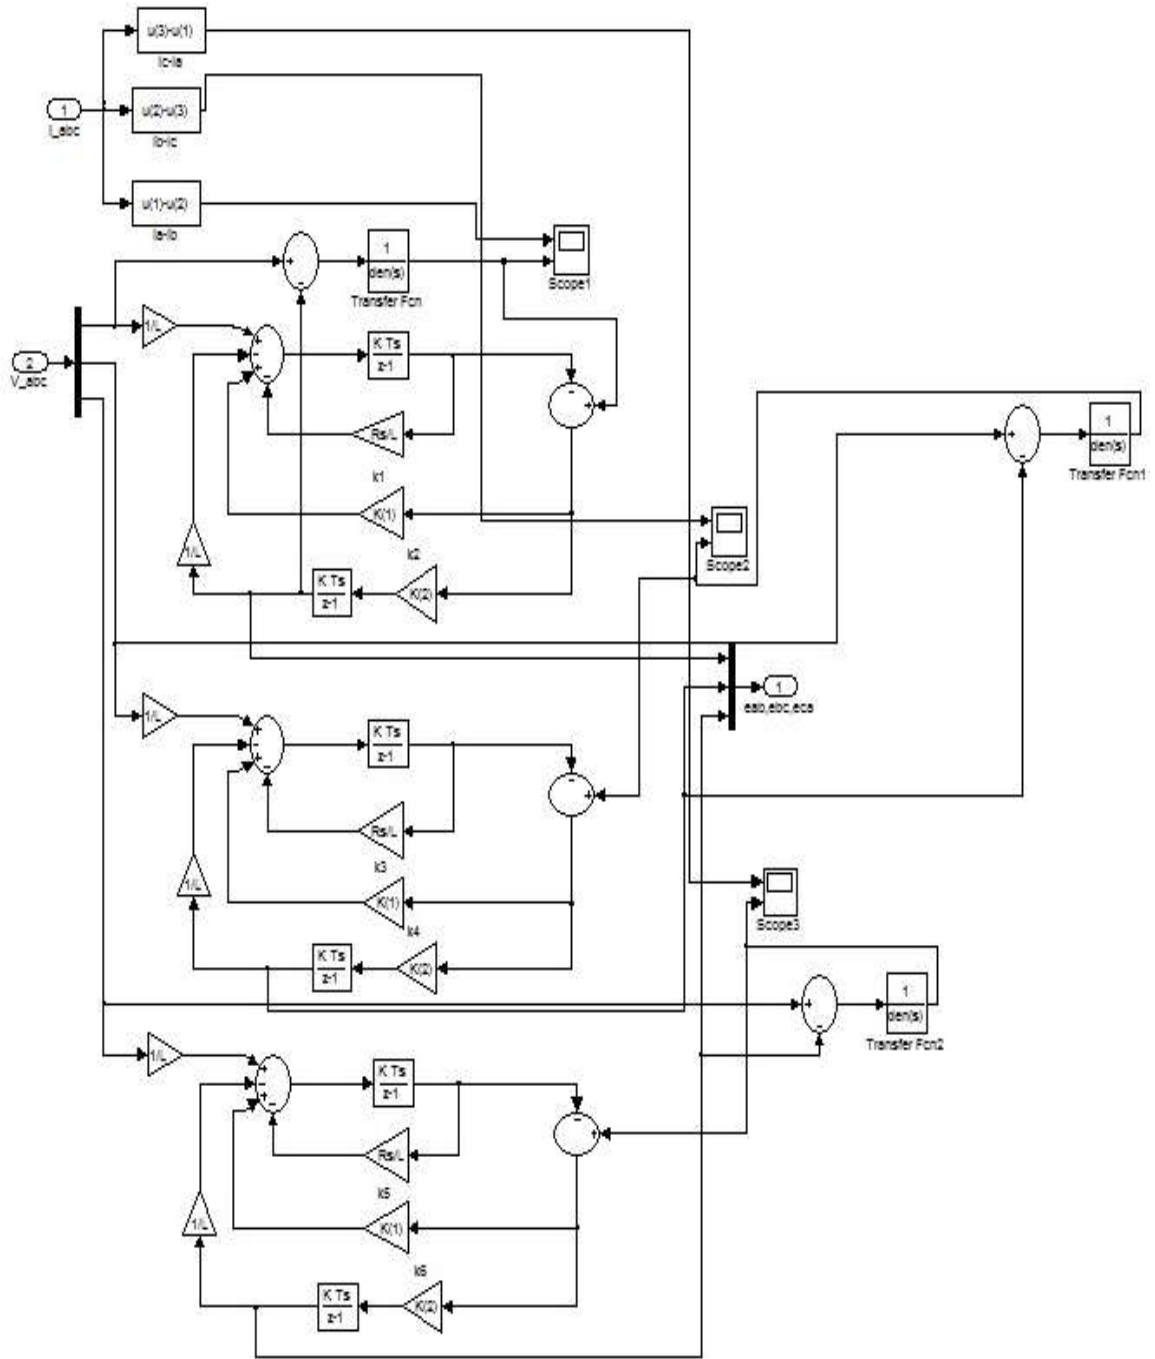 u(3)-u(1)
Ic-Ia
1
I_abc
u(2)-u(3)
Ib-Ic
u(1)-u(2)
Ia-Ib
+
-
1
den(s)
Transfer Fcn
Scope1
2
V_abc
1/L
+
-
+
-
K Ts
z-1
-
+
Rs/L
k1
K(1)
1/L
k2
K Ts
z-1
K(2)
+
-
1
den(s)
Transfer Fcn1
Scope2
1
eab,ebc,eca
1/L
+
-
+
-
K Ts
z-1
-
+
Rs/L
k3
K(1)
1/L
k4
K Ts
z-1
K(2)
Scope3
+
-
1
den(s)
Transfer Fcn2
1/L
+
-
+
-
K Ts
z-1
-
+
Rs/L
k5
K(1)
1/L
k6
K Ts
z-1
K(2)